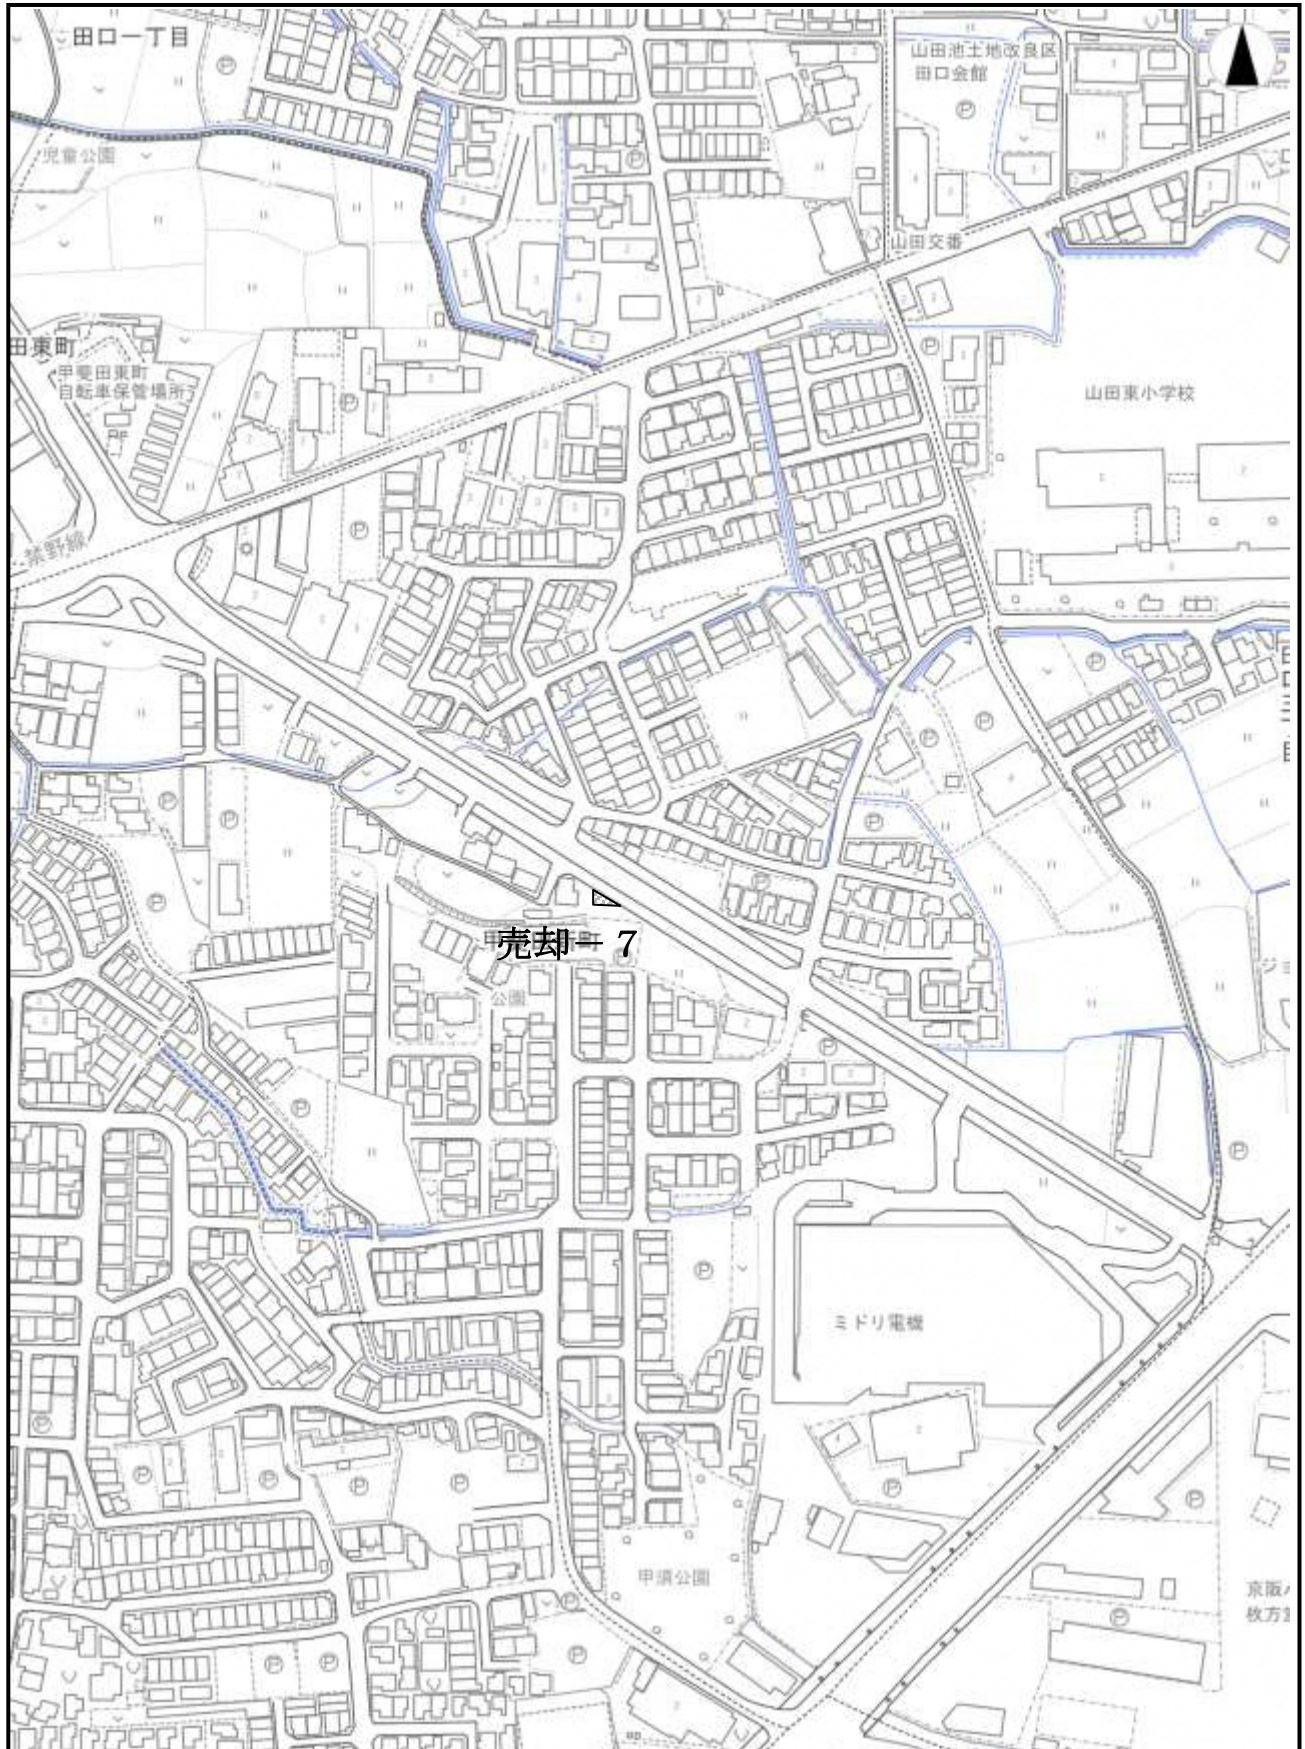 田口一丁目
山田池土地改良区
田口会館
児童公園
山田交番
田東町
甲斐田東町
自転車保管場所
山田東小学校
禁野線
売却－7
公園
ミドリ電機
甲須公園
京阪
枚方